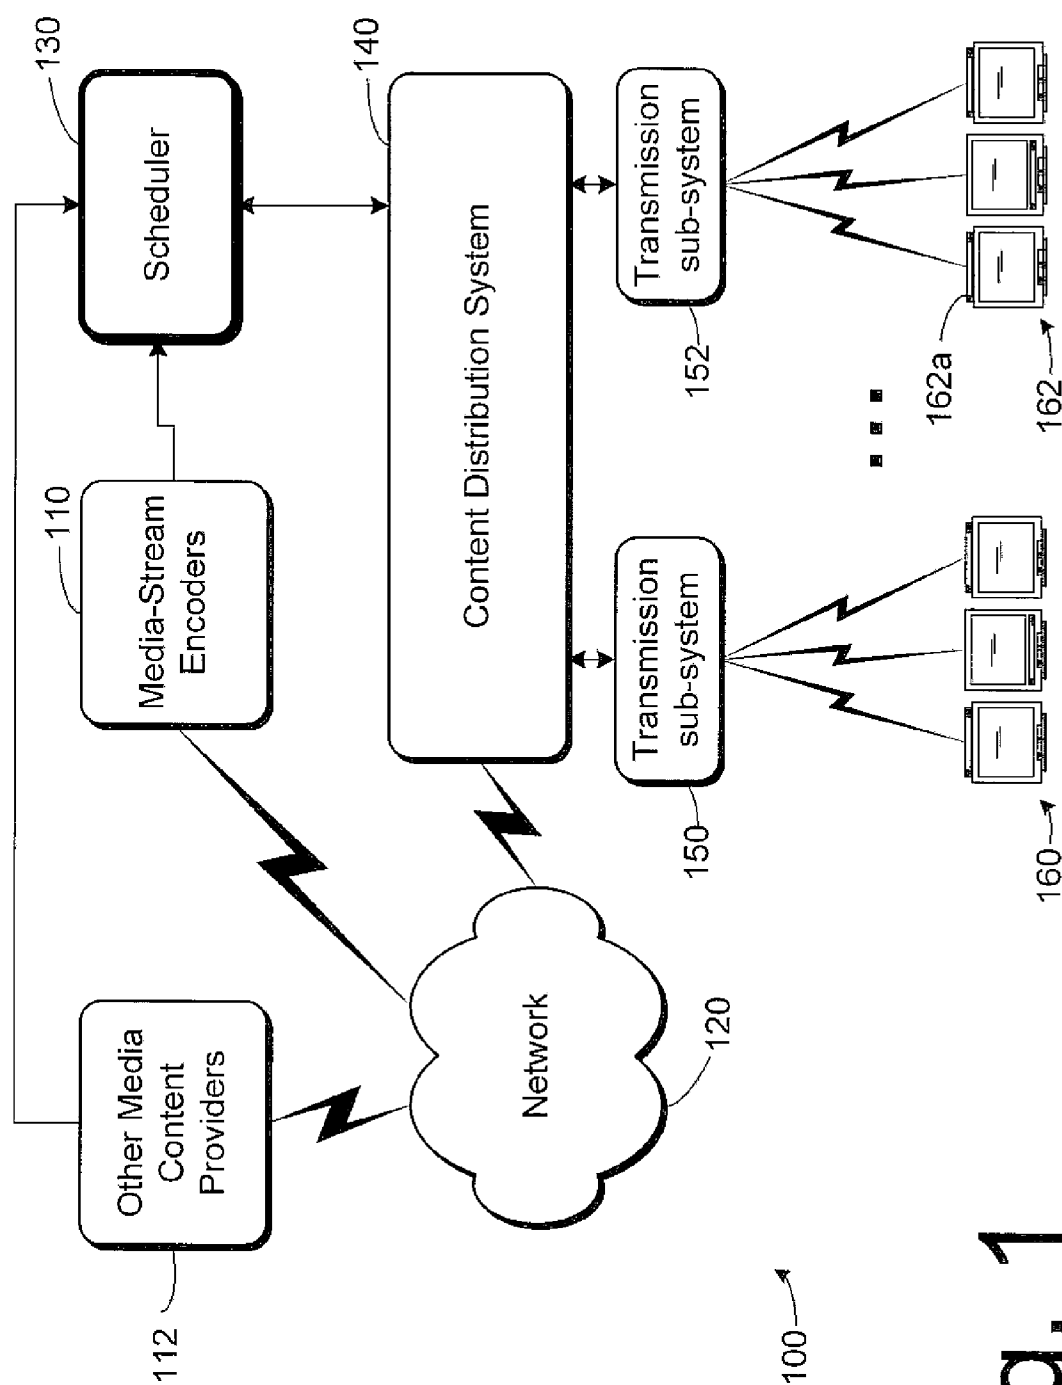 112
Other Media
Content
Providers
110
Media-Stream
Encoders
130
Scheduler
120
Network
140
Content Distribution System
150
Transmission
sub-system
152
Transmission
sub-system
162a
160
162
100
g. 1